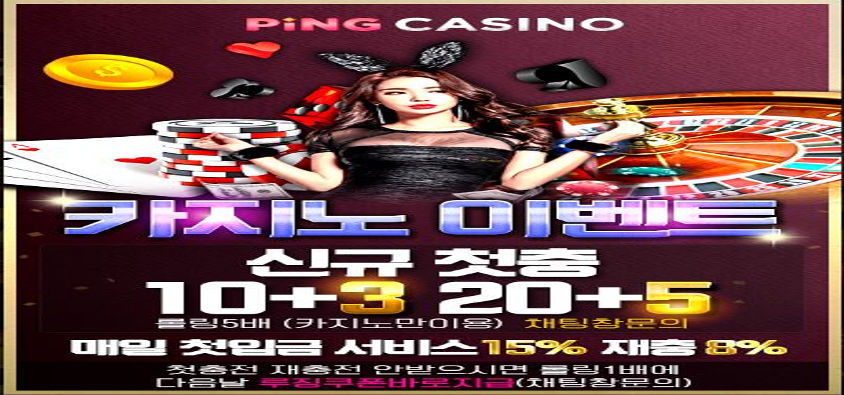 PiNG CASINO
카지노 이벤트
신규 첫충
10+3 20+5
롤링5배 (카지노만이용) 채팅창문의
매일 첫입금 서비스15% 재충 8%
첫충전 재충전 안받으시면 롤링1배에
다음날 루징쿠폰바로지급(채팅창문의)